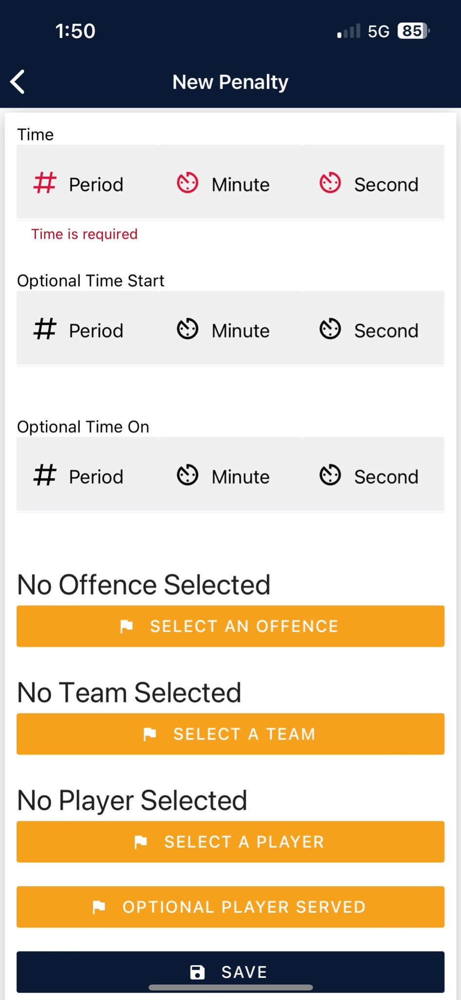 1:50 5G 85
New Penalty
Time
# Period Minute Second
Time is required
Optional Time Start
# Period Minute Second
Optional Time On
# Period Minute Second
No Offence Selected
SELECT AN OFFENCE
No Team Selected
SELECT A TEAM
No Player Selected
SELECT A PLAYER
OPTIONAL PLAYER SERVED
SAVE